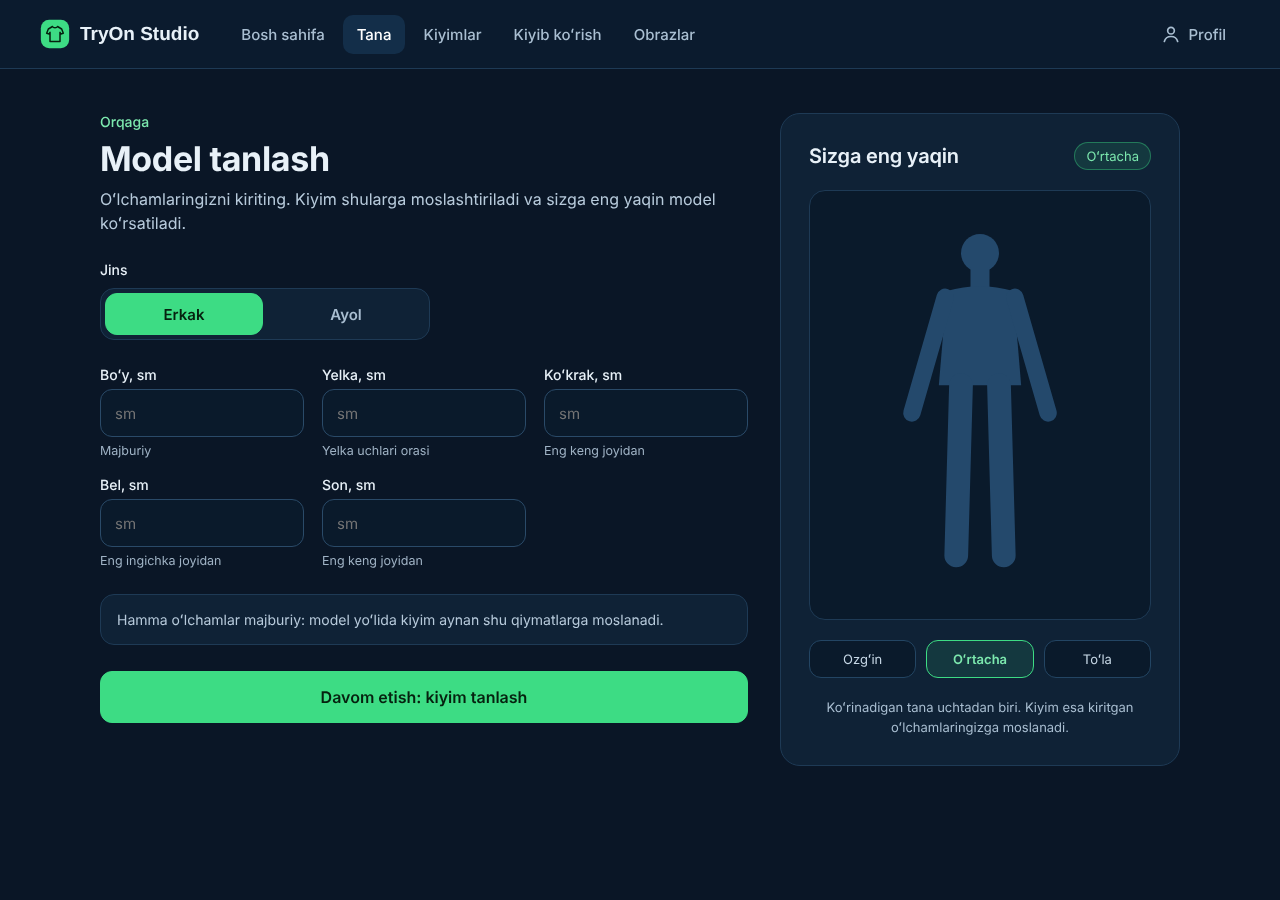 TryOn Studio
Bosh sahifa
Tana
Kiyimlar
Kiyib koʻrish
Obrazlar
Profil
Orqaga
Model tanlash
Oʻlchamlaringizni kiriting. Kiyim shularga moslashtiriladi va sizga eng yaqin model
koʻrsatiladi.
Jins
Erkak
Ayol
Boʻy, sm
Yelka, sm
Koʻkrak, sm
sm
sm
sm
Majburiy
Yelka uchlari orasi
Eng keng joyidan
Bel, sm
Son, sm
sm
sm
Eng ingichka joyidan
Eng keng joyidan
Hamma oʻlchamlar majburiy: model yoʻlida kiyim aynan shu qiymatlarga moslanadi.
Davom etish: kiyim tanlash
Sizga eng yaqin
Oʻrtacha
Ozgʻin
Oʻrtacha
Toʻla
Koʻrinadigan tana uchtadan biri. Kiyim esa kiritgan
oʻlchamlaringizga moslanadi.